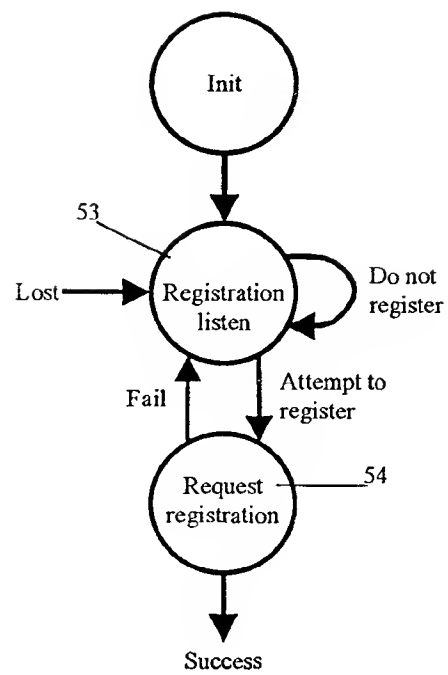 Init
53
Lost
Registration
listen
Do not
register
Fail
Attempt to
register
Request
registration
54
Success